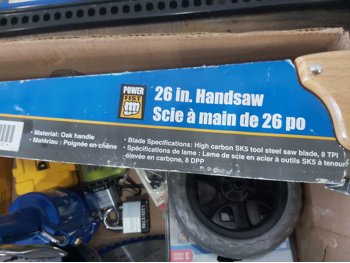 POWER
FIST
26 in. Handsaw
Scie à main de 26 po
• Material: Oak handle
• Matériau : Poignée en chêne
• Blade Specifications: High carbon SK5 tool steel saw blade, 8 TPI
• Spécifications de lame : Lame de scie en acier à outils SK5 à teneur
élevée en carbone, 8 DPP